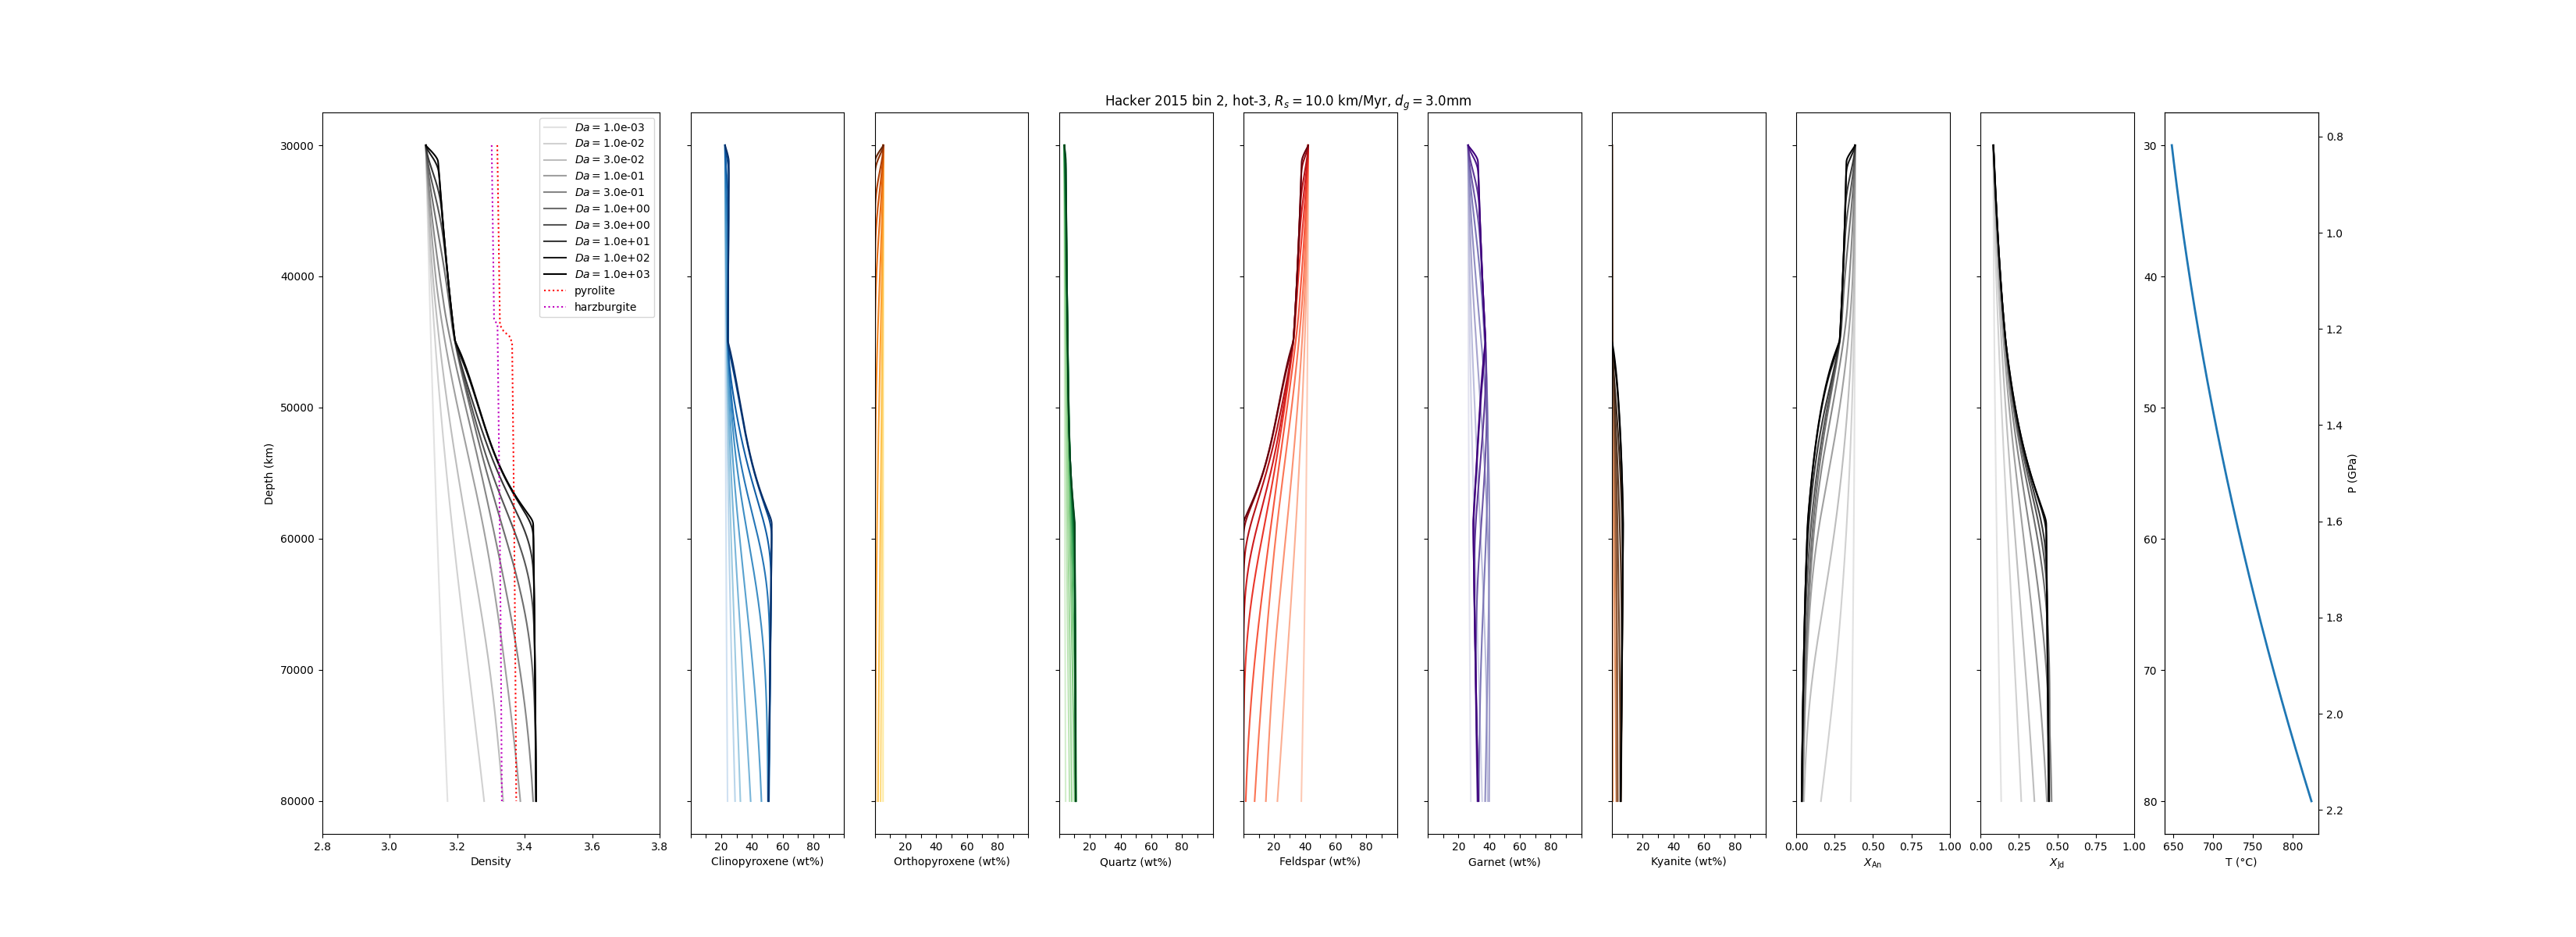 Hacker 2015 bin 2, hot-3, R_s = 10.0 km/Myr, d_g = 3.0mm
Da = 1.0e-03
Da = 1.0e-02
Da = 3.0e-02
Da = 1.0e-01
Da = 3.0e-01
Da = 1.0e+00
Da = 3.0e+00
Da = 1.0e+01
Da = 1.0e+02
Da = 1.0e+03
pyrolite
harzburgite
Depth (km)
30000
40000
50000
60000
70000
80000
2.8 3.0 3.2 3.4 3.6 3.8
Density
20 40 60 80
Clinopyroxene (wt%)
20 40 60 80
Orthopyroxene (wt%)
20 40 60 80
Quartz (wt%)
20 40 60 80
Feldspar (wt%)
20 40 60 80
Garnet (wt%)
20 40 60 80
Kyanite (wt%)
0.00 0.25 0.50 0.75 1.00
X_An
0.00 0.25 0.50 0.75 1.00
X_Jd
30
40
50
60
70
80
650 700 750 800
T (°C)
0.8
1.0
1.2
1.4
1.6
1.8
2.0
2.2
P (GPa)